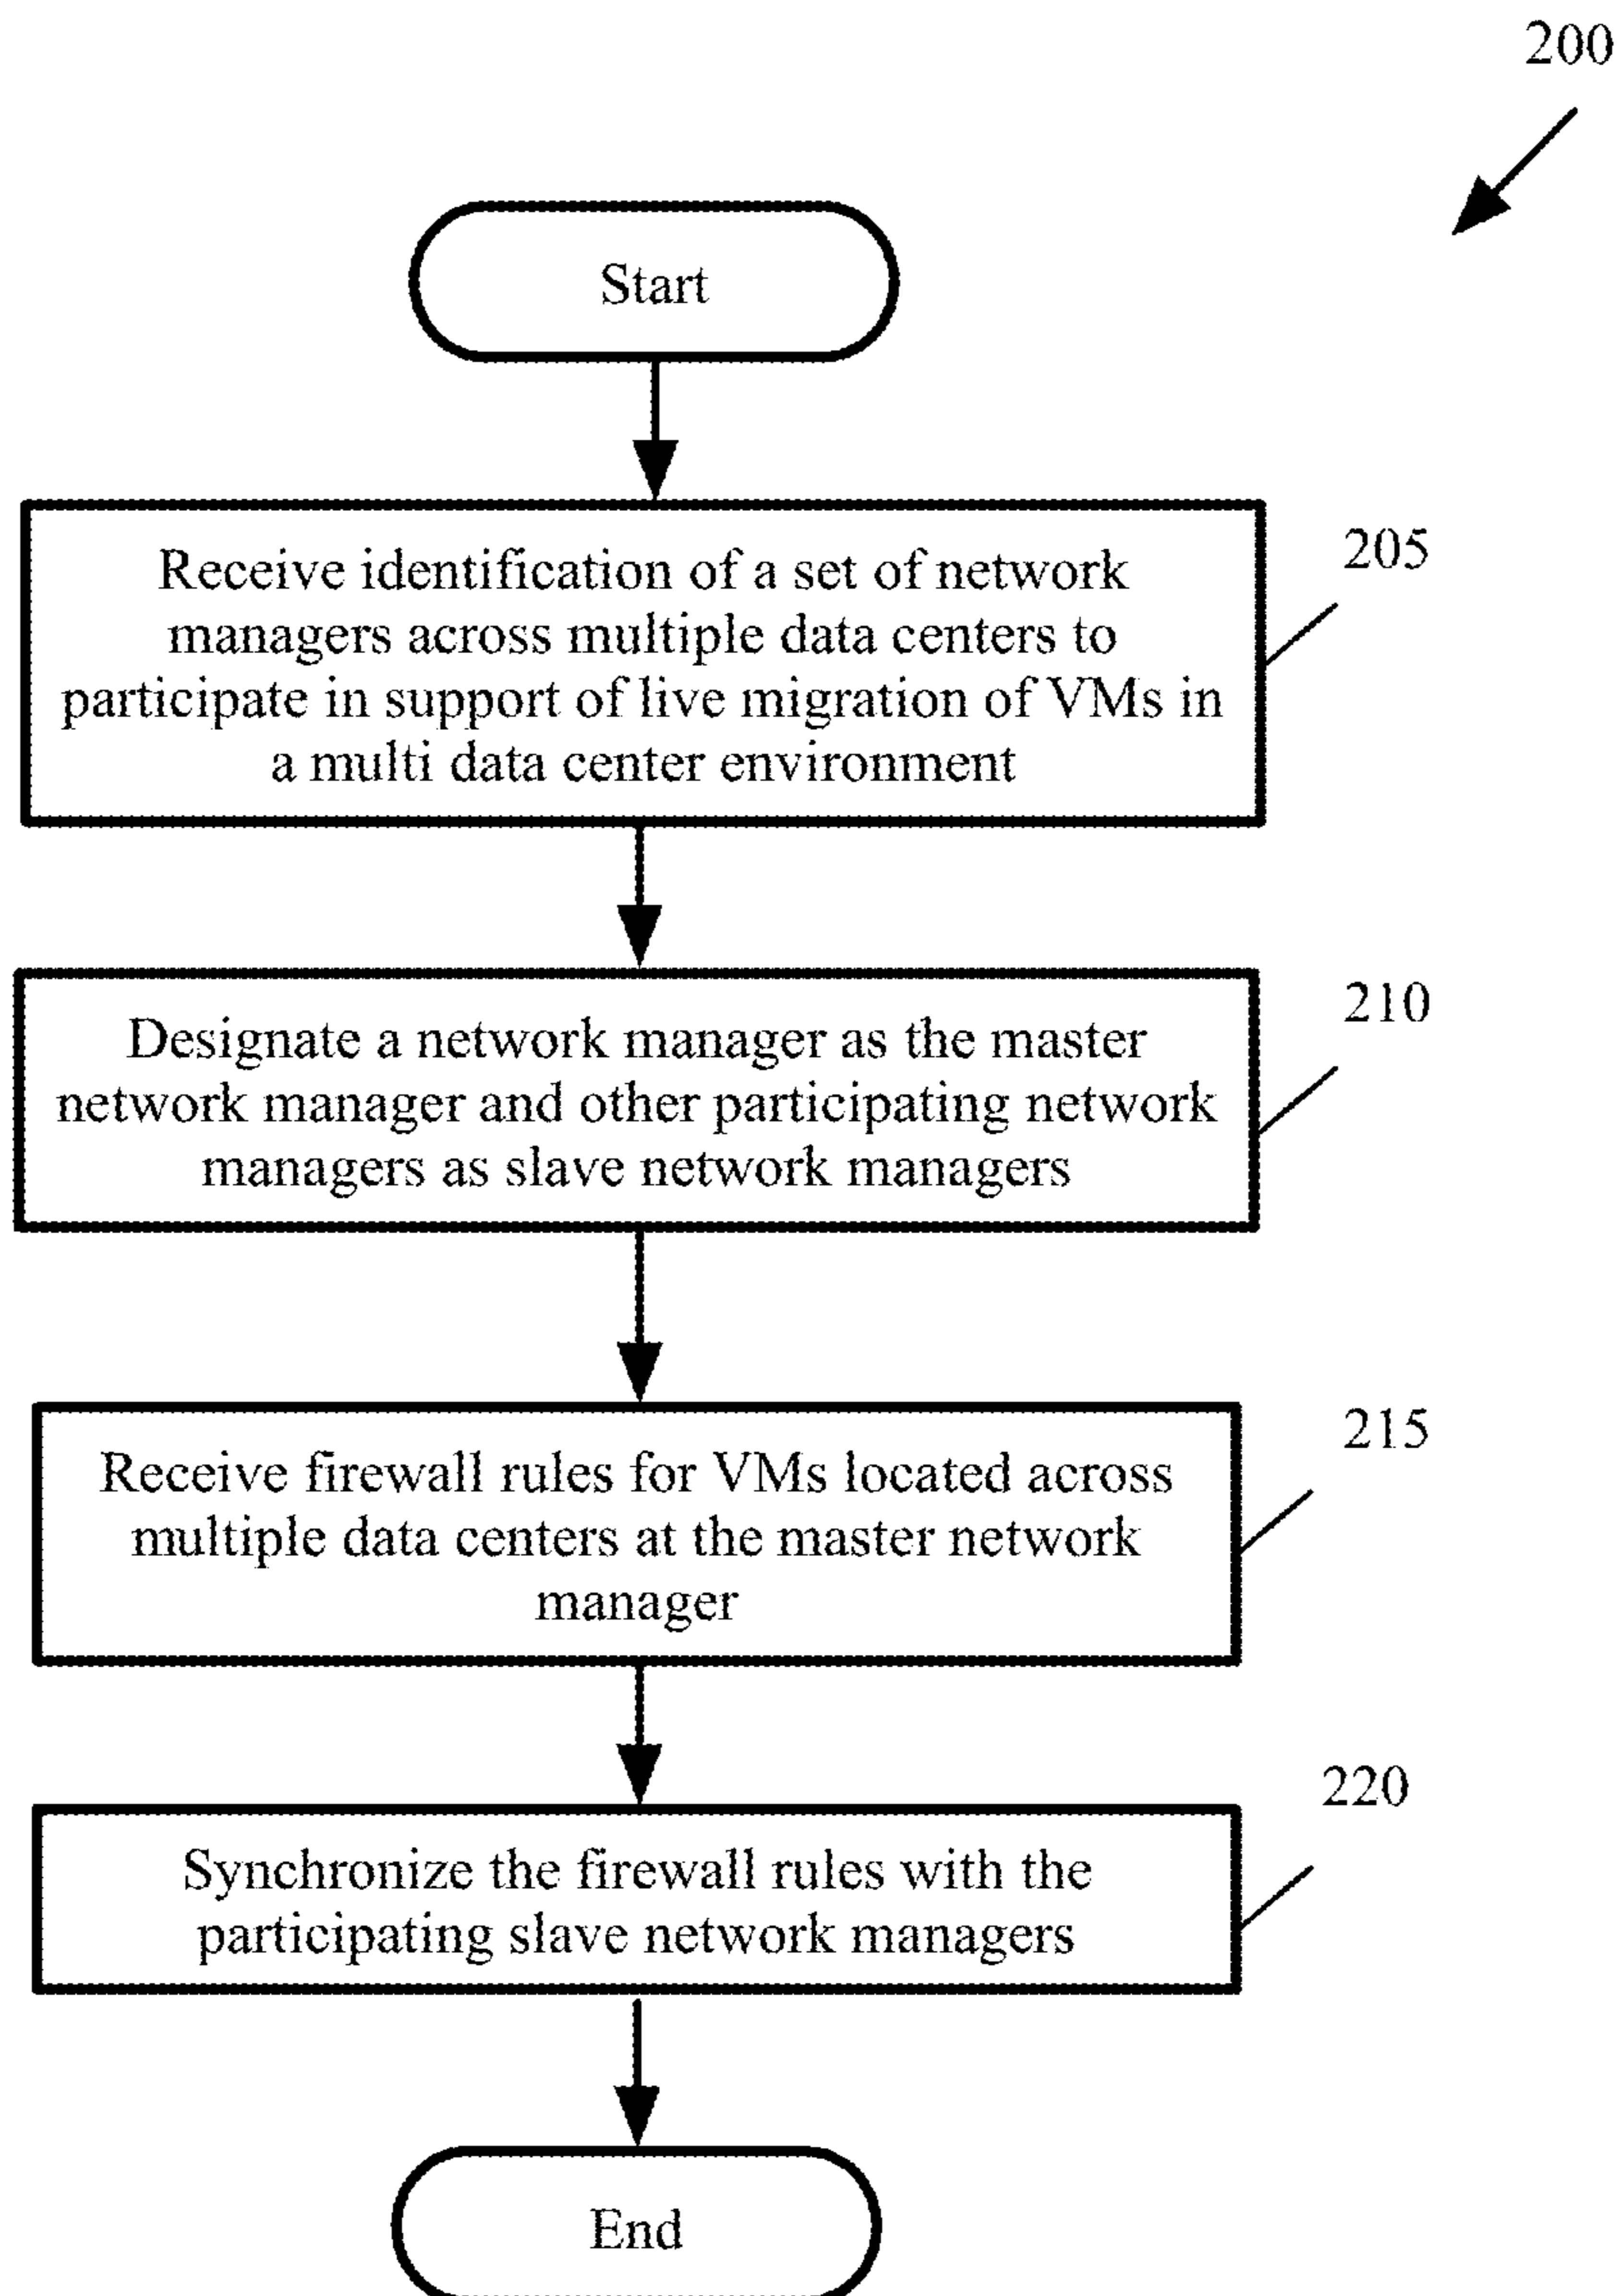 200
Start
Receive identification of a set of network
managers across multiple data centers to
participate in support of live migration of VMs in
a multi data center environment
205
Designate a network manager as the master
network manager and other participating network
managers as slave network managers
210
Receive firewall rules for VMs located across
multiple data centers at the master network
manager
215
Synchronize the firewall rules with the
participating slave network managers
220
End